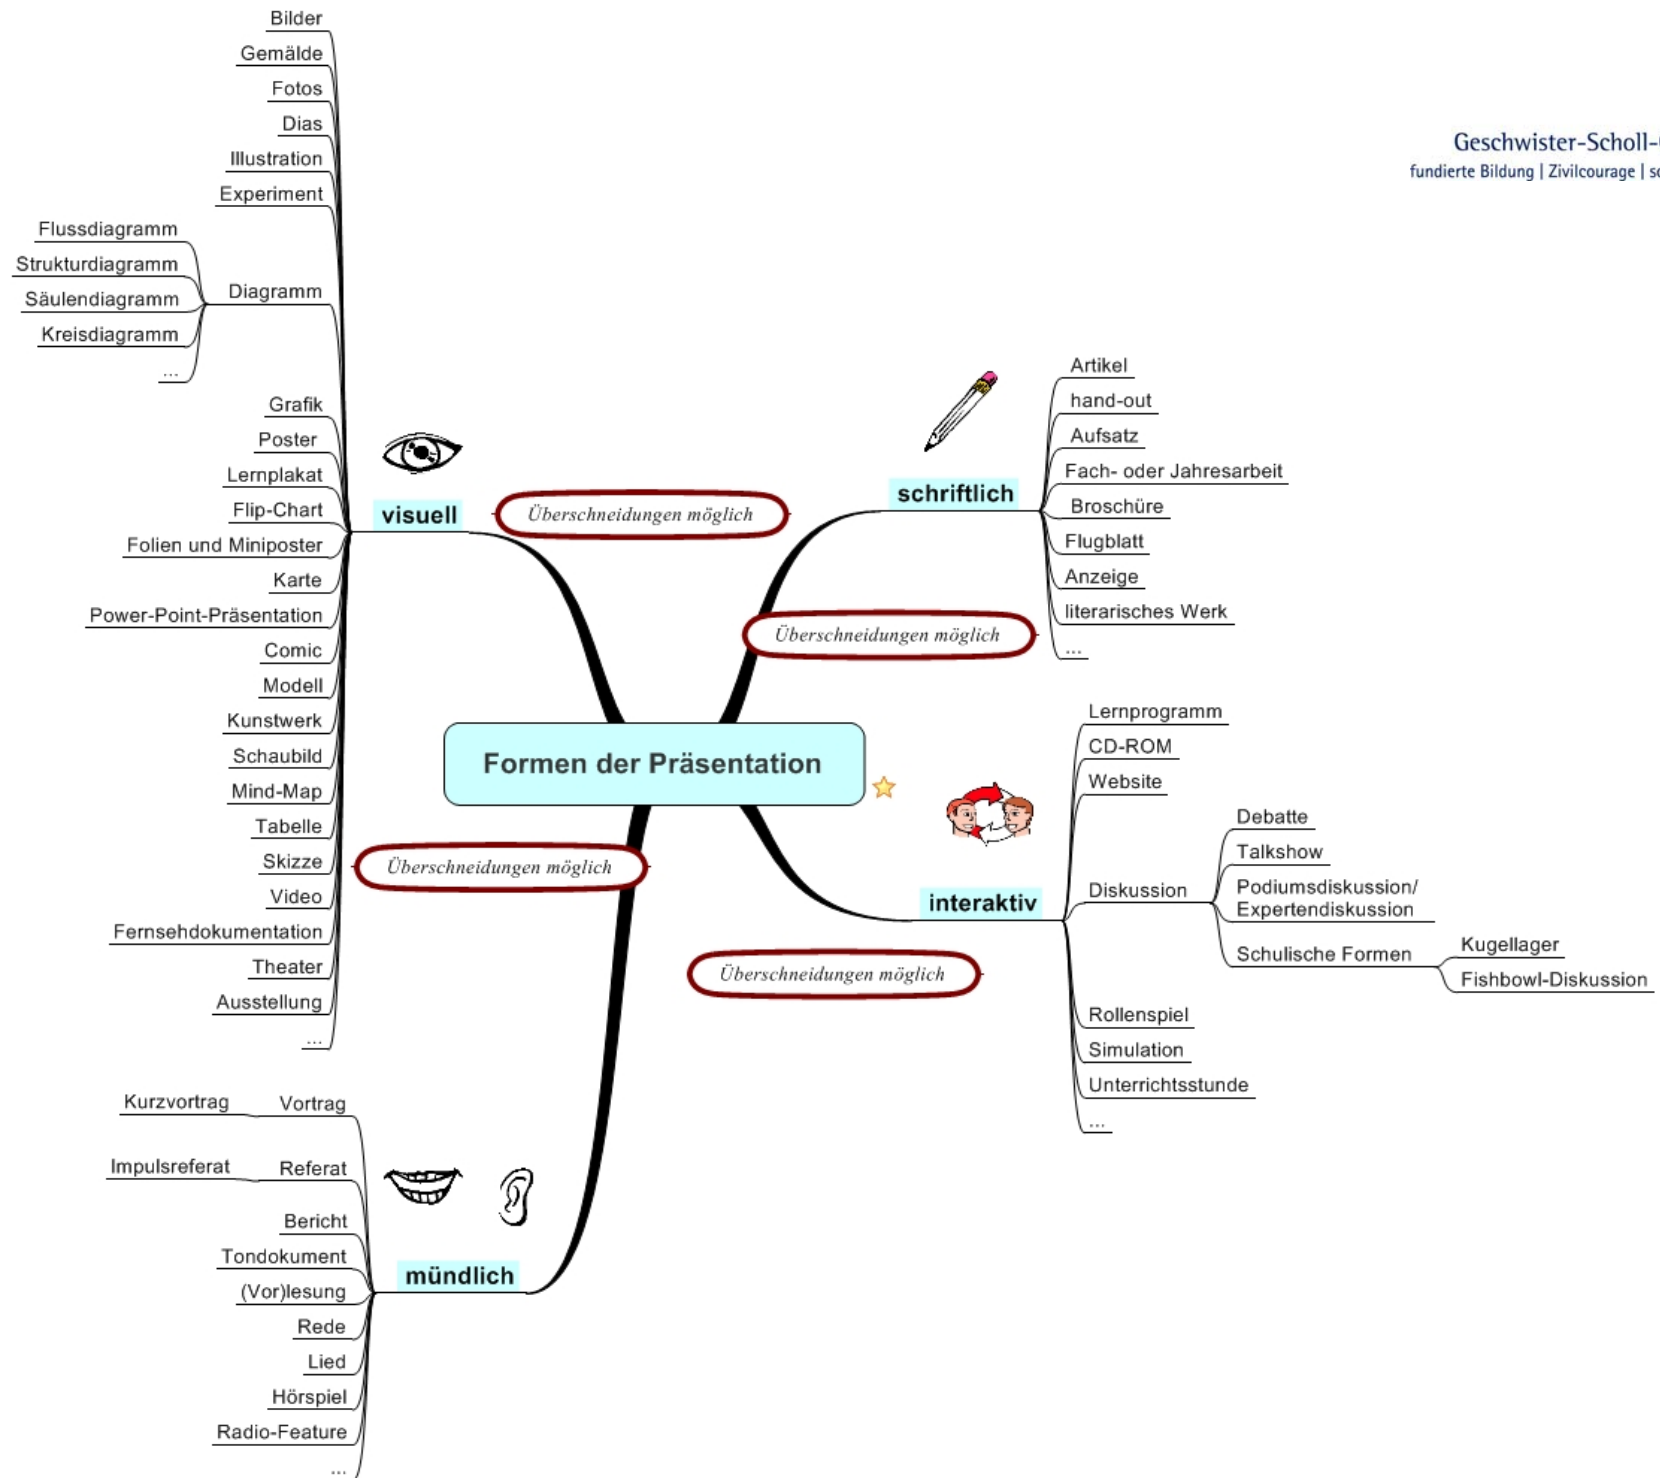 Geschwister-Scholl-
fundierte Bildung | Zivilcourage |
Formen der Präsentation
visuell
Überschneidungen möglich
Bilder
Gemälde
Fotos
Dias
Illustration
Experiment
Diagramm
Flussdiagramm
Strukturdiagramm
Säulendiagramm
Kreisdiagramm
...
Grafik
Poster
Lernplakat
Flip-Chart
Folien und Miniposter
Karte
Power-Point-Präsentation
Comic
Modell
Kunstwerk
Schaubild
Mind-Map
Tabelle
Skizze
Video
Fernsehdokumentation
Theater
Ausstellung
...
mündlich
Überschneidungen möglich
Vortrag
Kurzvortrag
Referat
Impulsreferat
Bericht
Tondokument
(Vor)lesung
Rede
Lied
Hörspiel
Radio-Feature
...
schriftlich
Überschneidungen möglich
Artikel
hand-out
Aufsatz
Fach- oder Jahresarbeit
Broschüre
Flugblatt
Anzeige
literarisches Werk
...
interaktiv
Überschneidungen möglich
Lernprogramm
CD-ROM
Website
Diskussion
Debatte
Talkshow
Podiumsdiskussion/
Expertendiskussion
Schulische Formen
Kugellager
Fishbowl-Diskussion
Rollenspiel
Simulation
Unterrichtsstunde
...